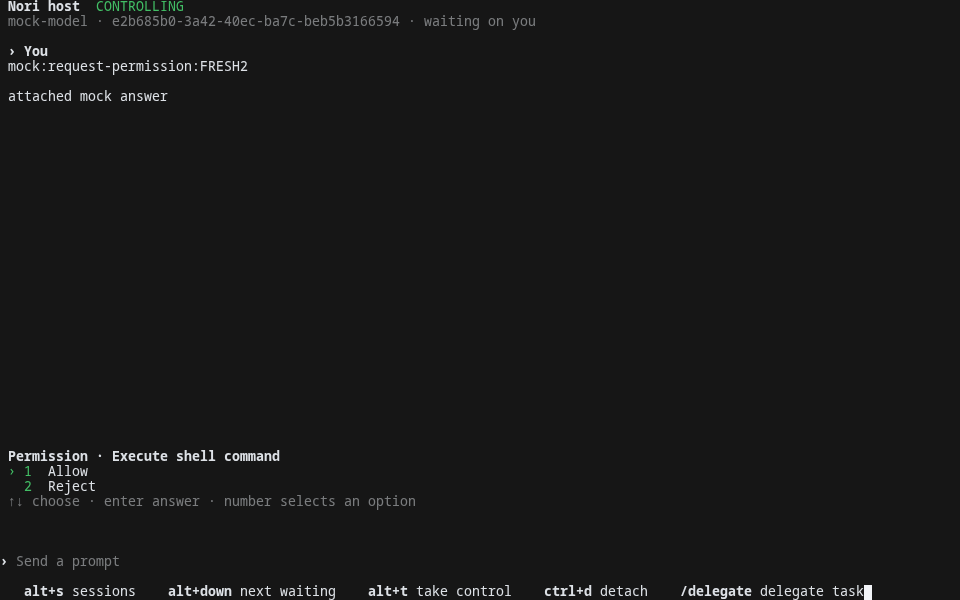 Nori host  CONTROLLING
mock-model · e2b685b0-3a42-40ec-ba7c-beb5b3166594 · waiting on you
› You
mock:request-permission:FRESH2
attached mock answer
Permission · Execute shell command
› 1  Allow
2  Reject
↑↓ choose · enter answer · number selects an option
› Send a prompt
alt+s sessions    alt+down next waiting    alt+t take control    ctrl+d detach    /delegate delegate task